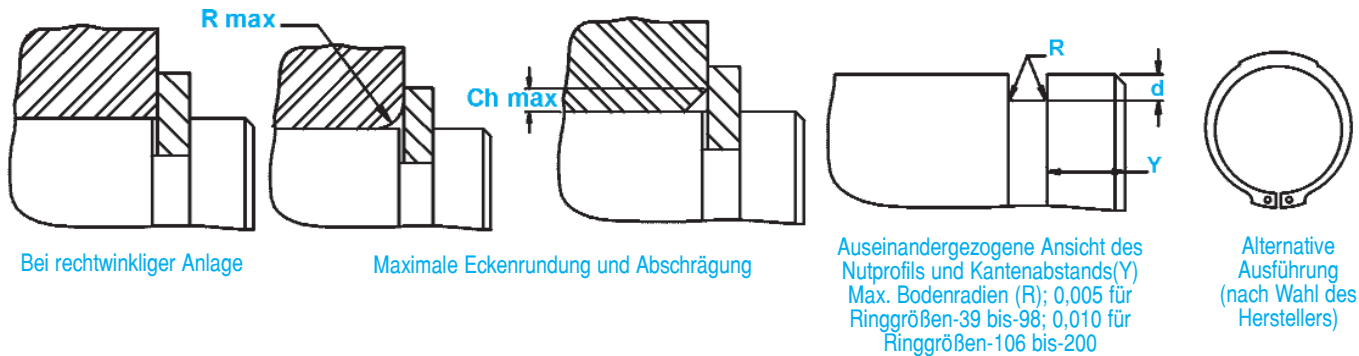 R max
Ch max
R
d
Y
Bei rechtwinkliger Anlage
Maximale Eckenrundung und Abschrägung
Auseinandergezogene Ansicht des
Nutprofils und Kantenabstands(Y)
Max. Bodenradien (R); 0,005 für
Ringgrößen-39 bis-98; 0,010 für
Ringgrößen-106 bis-200
Alternative
Ausführung
(nach Wahl des
Herstellers)